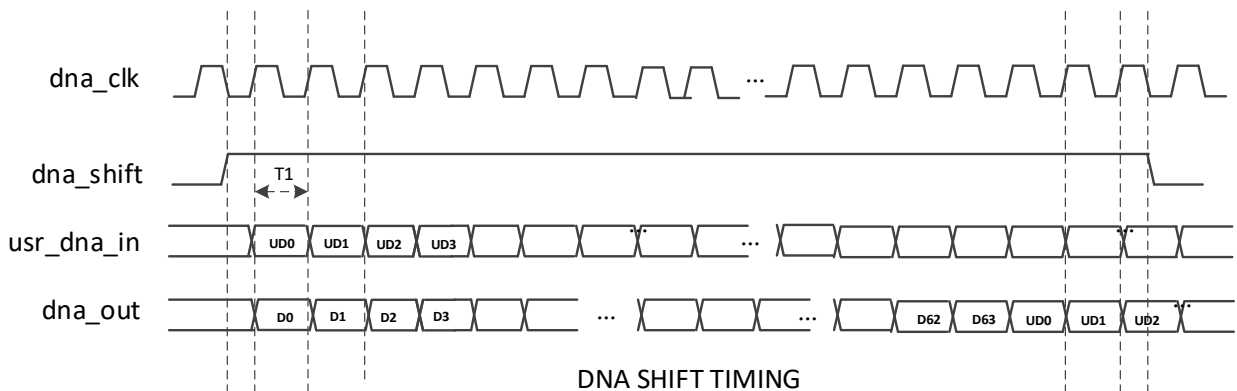 dna_clk ...
dna_shift T1
usr_dna_in UD0 UD1 UD2 UD3 ... ... ...
dna_out D0 D1 D2 D3 ... ... D62 D63 UD0 UD1 UD2 ...
DNA SHIFT TIMING